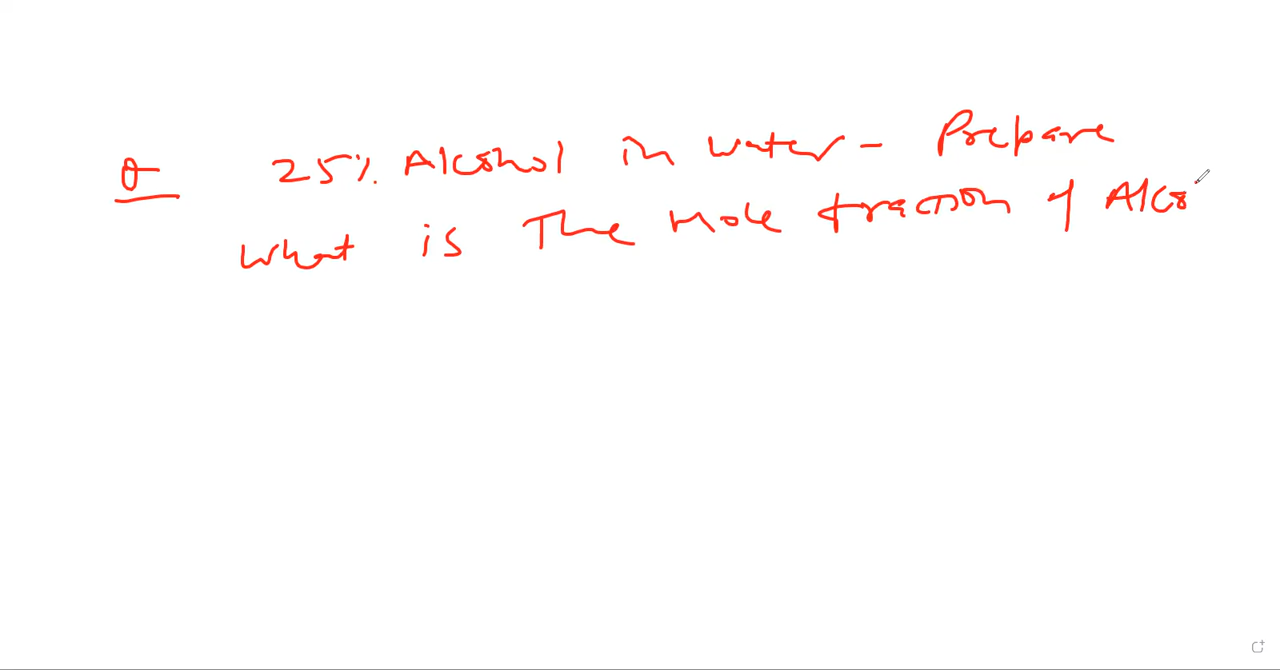 Q 25% Alcohol in water - Prepare
What is The Mole fraction of Alco